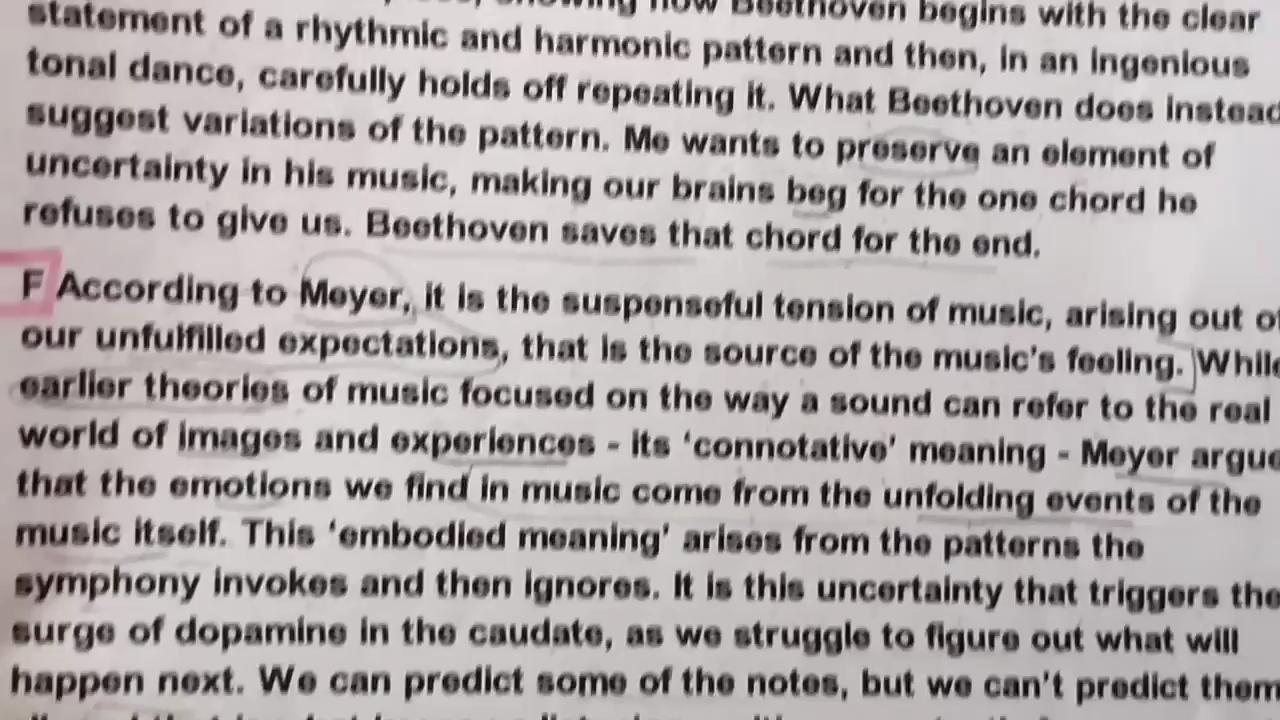 how Beethoven begins with the clear
statement of a rhythmic and harmonic pattern and then, in an ingenious
tonal dance, carefully holds off repeating it. What Beethoven does instead
suggest variations of the pattern. Me wants to preserve an element of
uncertainty in his music, making our brains beg for the one chord he
refuses to give us. Beethoven saves that chord for the end.
F According to Meyer, it is the suspenseful tension of music, arising out of
our unfulfilled expectations, that is the source of the music's feeling. While
earlier theories of music focused on the way a sound can refer to the real
world of images and experiences - its 'connotative' meaning - Meyer argue
that the emotions we find in music come from the unfolding events of the
music itself. This 'embodied meaning' arises from the patterns the
symphony invokes and then ignores. It is this uncertainty that triggers the
surge of dopamine in the caudate, as we struggle to figure out what will
happen next. We can predict some of the notes, but we can't predict them